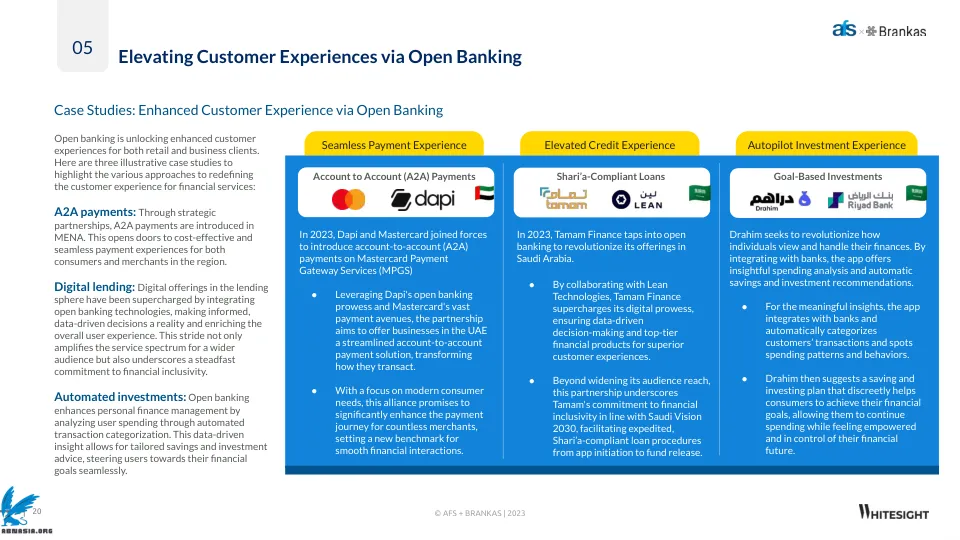 05
Elevating Customer Experiences via Open Banking
afs × Brankas
Case Studies: Enhanced Customer Experience via Open Banking
Open banking is unlocking enhanced customer
experiences for both retail and business clients.
Here are three illustrative case studies to
highlight the various approaches to redefining
the customer experience for financial services:
A2A payments: Through strategic
partnerships, A2A payments are introduced in
MENA. This opens doors to cost-effective and
seamless payment experiences for both
consumers and merchants in the region.
Digital lending: Digital offerings in the lending
sphere have been supercharged by integrating
open banking technologies, making informed,
data-driven decisions a reality and enriching the
overall user experience. This stride not only
amplifies the service spectrum for a wider
audience but also underscores a steadfast
commitment to financial inclusivity.
Automated investments: Open banking
enhances personal finance management by
analyzing user spending through automated
transaction categorization. This data-driven
insight allows for tailored savings and investment
advice, steering users towards their financial
goals seamlessly.
Seamless Payment Experience
Account to Account (A2A) Payments
dapi
In 2023, Dapi and Mastercard joined forces
to introduce account-to-account (A2A)
payments on Mastercard Payment
Gateway Services (MPGS)
● Leveraging Dapi's open banking
prowess and Mastercard's vast
payment avenues, the partnership
aims to offer businesses in the UAE
a streamlined account-to-account
payment solution, transforming
how they transact.
● With a focus on modern consumer
needs, this alliance promises to
significantly enhance the payment
journey for countless merchants,
setting a new benchmark for
smooth financial interactions.
Elevated Credit Experience
Shari'a-Compliant Loans
تمام
tamam
لين
LEAN
In 2023, Tamam Finance taps into open
banking to revolutionize its offerings in
Saudi Arabia.
● By collaborating with Lean
Technologies, Tamam Finance
supercharges its digital prowess,
ensuring data-driven
decision-making and top-tier
financial products for superior
customer experiences.
● Beyond widening its audience reach,
this partnership underscores
Tamam's commitment to financial
inclusivity in line with Saudi Vision
2030, facilitating expedited,
Shari'a-compliant loan procedures
from app initiation to fund release.
Autopilot Investment Experience
Goal-Based Investments
دراهم
Drahim
بنك الرياض
Riyad Bank
Drahim seeks to revolutionize how
individuals view and handle their finances. By
integrating with banks, the app offers
insightful spending analysis and automatic
savings and investment recommendations.
● For the meaningful insights, the app
integrates with banks and
automatically categorizes
customers' transactions and spots
spending patterns and behaviors.
● Drahim then suggests a saving and
investing plan that discreetly helps
consumers to achieve their financial
goals, allowing them to continue
spending while feeling empowered
and in control of their financial
future.
20
ABNASIA.ORG
© AFS + BRANKAS | 2023
WHITESIGHT